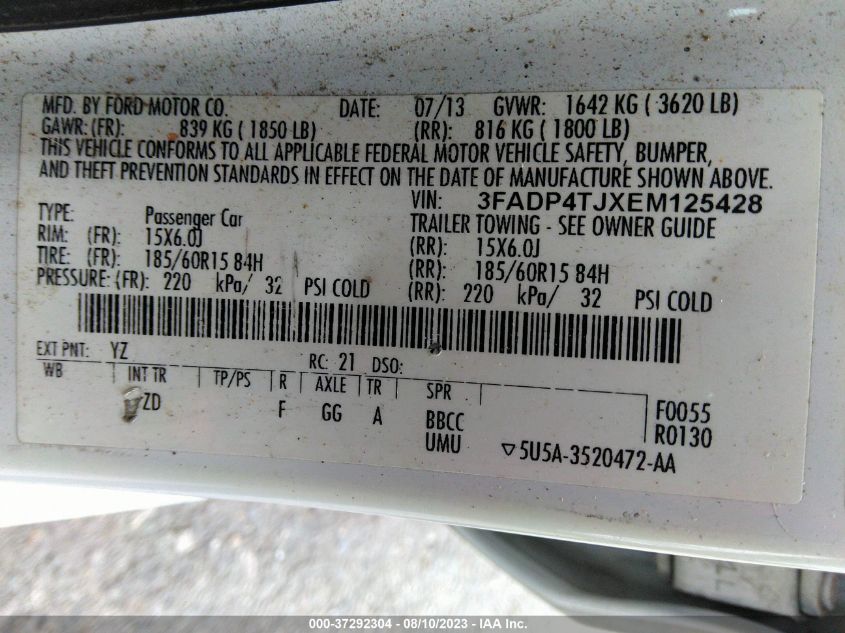 MFD. BY FORD MOTOR CO. DATE: 07/13 GVWR: 1642 KG ( 3620 LB)
GAWR: (FR): 839 KG ( 1850 LB) (RR): 816 KG ( 1800 LB)
THIS VEHICLE CONFORMS TO ALL APPLICABLE FEDERAL MOTOR VEHICLE SAFETY, BUMPER,
AND THEFT PREVENTION STANDARDS IN EFFECT ON THE DATE OF MANUFACTURE SHOWN ABOVE.
VIN: 3FADP4TJXEM125428
TYPE: Passenger Car TRAILER TOWING - SEE OWNER GUIDE
RIM: (FR): 15X6.0J (RR): 15X6.0J
TIRE: (FR): 185/60R15 84H (RR): 185/60R15 84H
PRESSURE: (FR): 220 kPa/ 32 PSI COLD (RR): 220 kPa/ 32 PSI COLD
EXT PNT: YZ RC: 21 DSO:
WB INT TR TP/PS R AXLE TR SPR
ZD F GG A BBCC F0055
UMU R0130
5U5A-3520472-AA
000-37292304 - 08/10/2023 - IAA Inc.